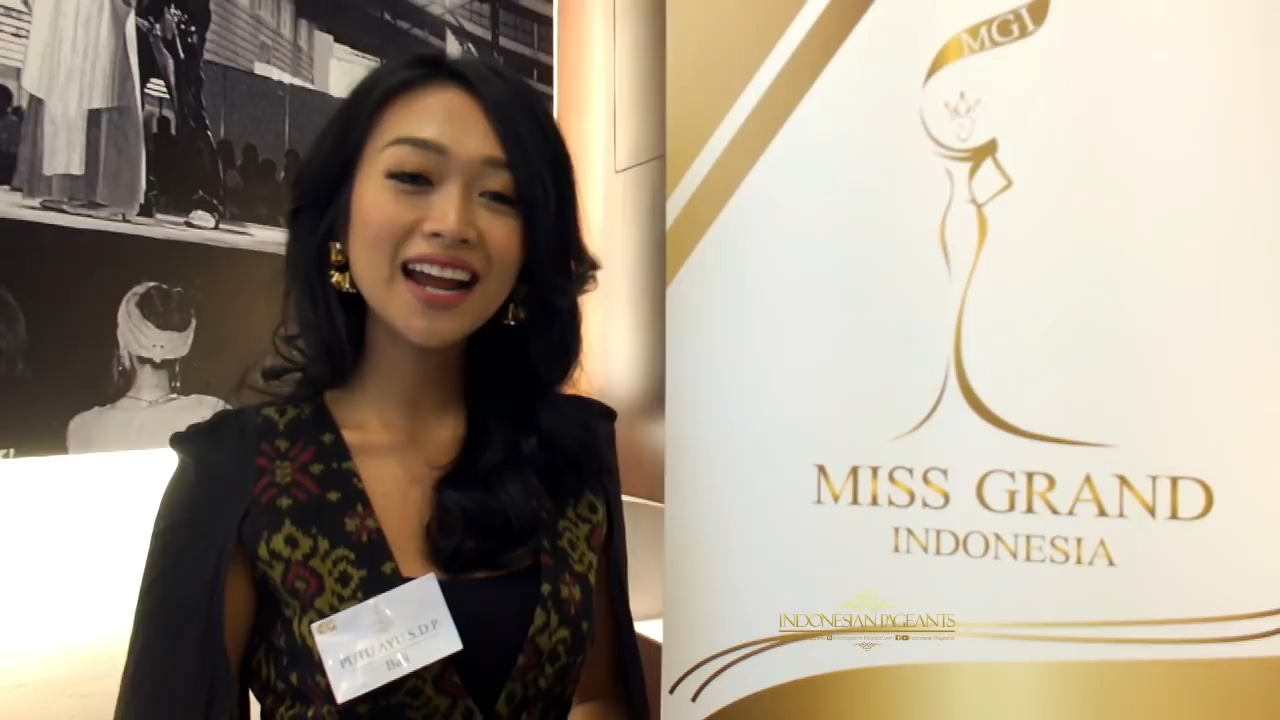 MGI
MISS GRAND
INDONESIA
INDONESIAN PAGEANTS
PUTU AYU S.D.P.
Bali